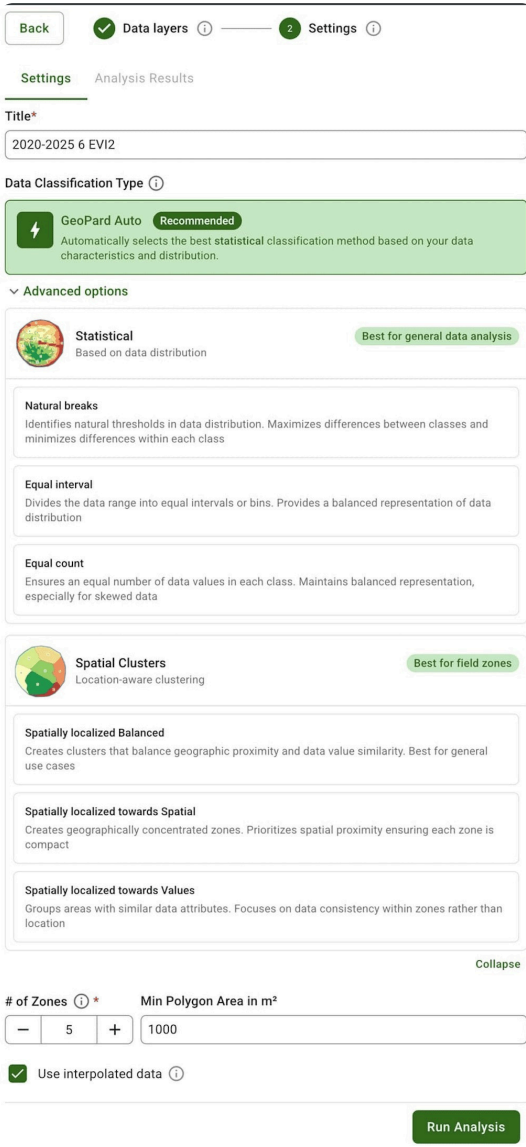 Back
Data layers
2
Settings
Settings
Analysis Results
Title*
2020-2025 6 EVI2
Data Classification Type
GeoPard Auto
Recommended
Automatically selects the best statistical classification method based on your data
characteristics and distribution.
Advanced options
Statistical
Based on data distribution
Best for general data analysis
Natural breaks
Identifies natural thresholds in data distribution. Maximizes differences between classes and
minimizes differences within each class
Equal interval
Divides the data range into equal intervals or bins. Provides a balanced representation of data
distribution
Equal count
Ensures an equal number of data values in each class. Maintains balanced representation,
especially for skewed data
Spatial Clusters
Location-aware clustering
Best for field zones
Spatially localized Balanced
Creates clusters that balance geographic proximity and data value similarity. Best for general
use cases
Spatially localized towards Spatial
Creates geographically concentrated zones. Prioritizes spatial proximity ensuring each zone is
compact
Spatially localized towards Values
Groups areas with similar data attributes. Focuses on data consistency within zones rather than
location
Collapse
# of Zones *
Min Polygon Area in m²
5
1000
Use interpolated data
Run Analysis